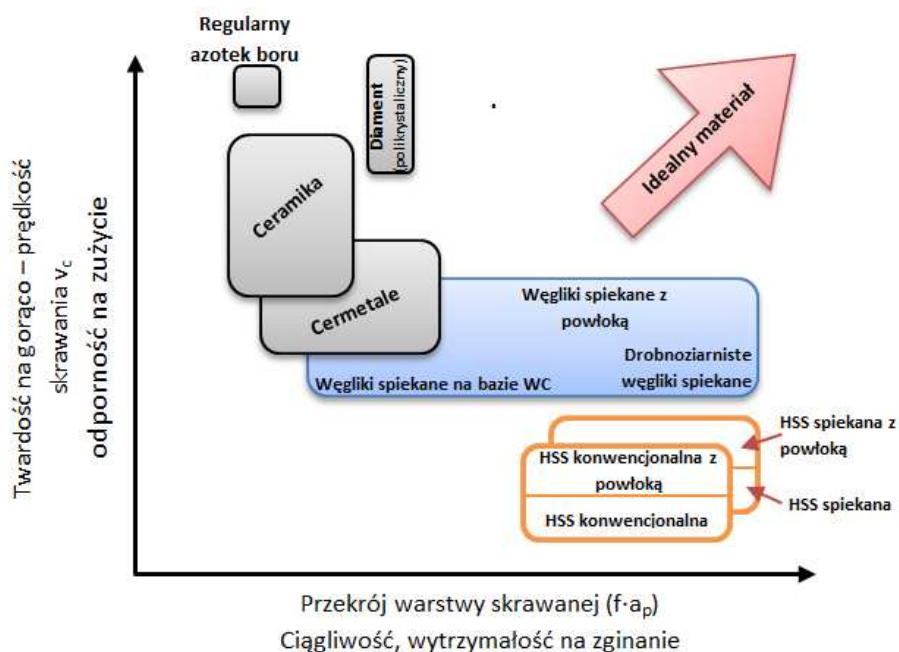 Regularny
azotek boru
Diament
(polikrystaliczny)
Idealny materiał
Ceramika
Cermetale
Węgliki spiekane z
powłoką
Drobnoziarniste
węgliki spiekane
Węgliki spiekane na bazie WC
HSS spiekana z
powłoką
HSS konwencjonalna z
powłoką
HSS spiekana
HSS konwencjonalna
Twardość na gorąco – prędkość
skrawania vc
odporność na zużycie
Przekrój warstwy skrawanej (f·ap)
Ciągliwość, wytrzymałość na zginanie